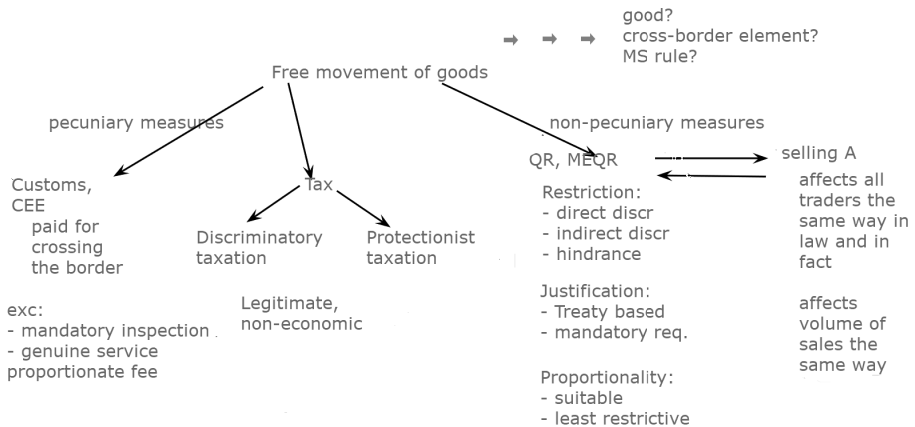 good?
cross-border element?
MS rule?
Free movement of goods
pecuniary measures
non-pecuniary measures
Customs,
CEE
paid for
crossing
the border
exc:
- mandatory inspection
- genuine service
proportionate fee
Tax
Discriminatory
taxation
Protectionist
taxation
Legitimate,
non-economic
QR, MEQR
Restriction:
- direct discr
- indirect discr
- hindrance
Justification:
- Treaty based
- mandatory req.
Proportionality:
- suitable
- least restrictive
selling A
affects all
traders the
same way in
law and in
fact
affects
volume of
sales the
same way